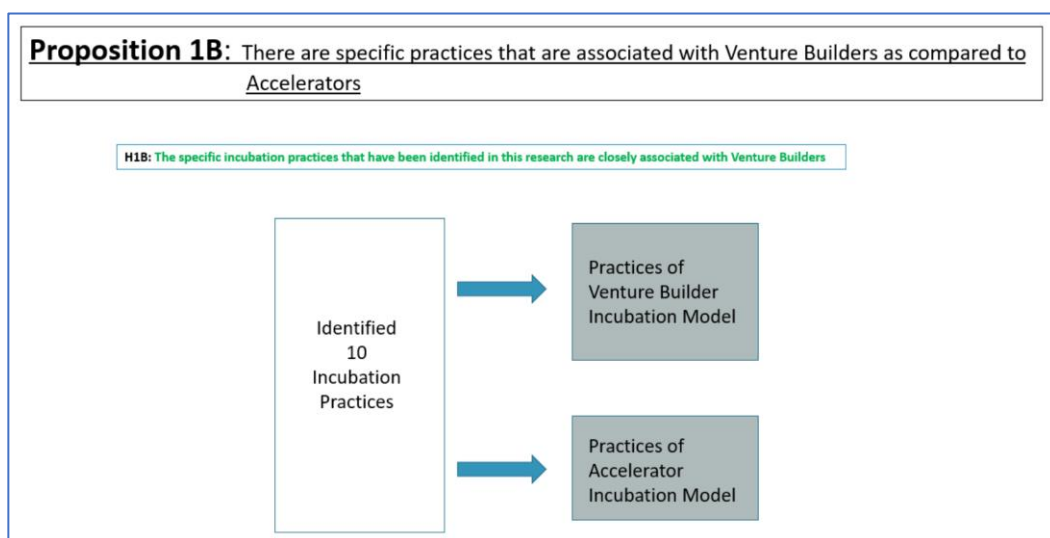 Proposition 1B: There are specific practices that are associated with Venture Builders as compared to
Accelerators
H1B: The specific incubation practices that have been identified in this research are closely associated with Venture Builders
Identified
10
Incubation
Practices
Practices of
Venture Builder
Incubation Model
Practices of
Accelerator
Incubation Model